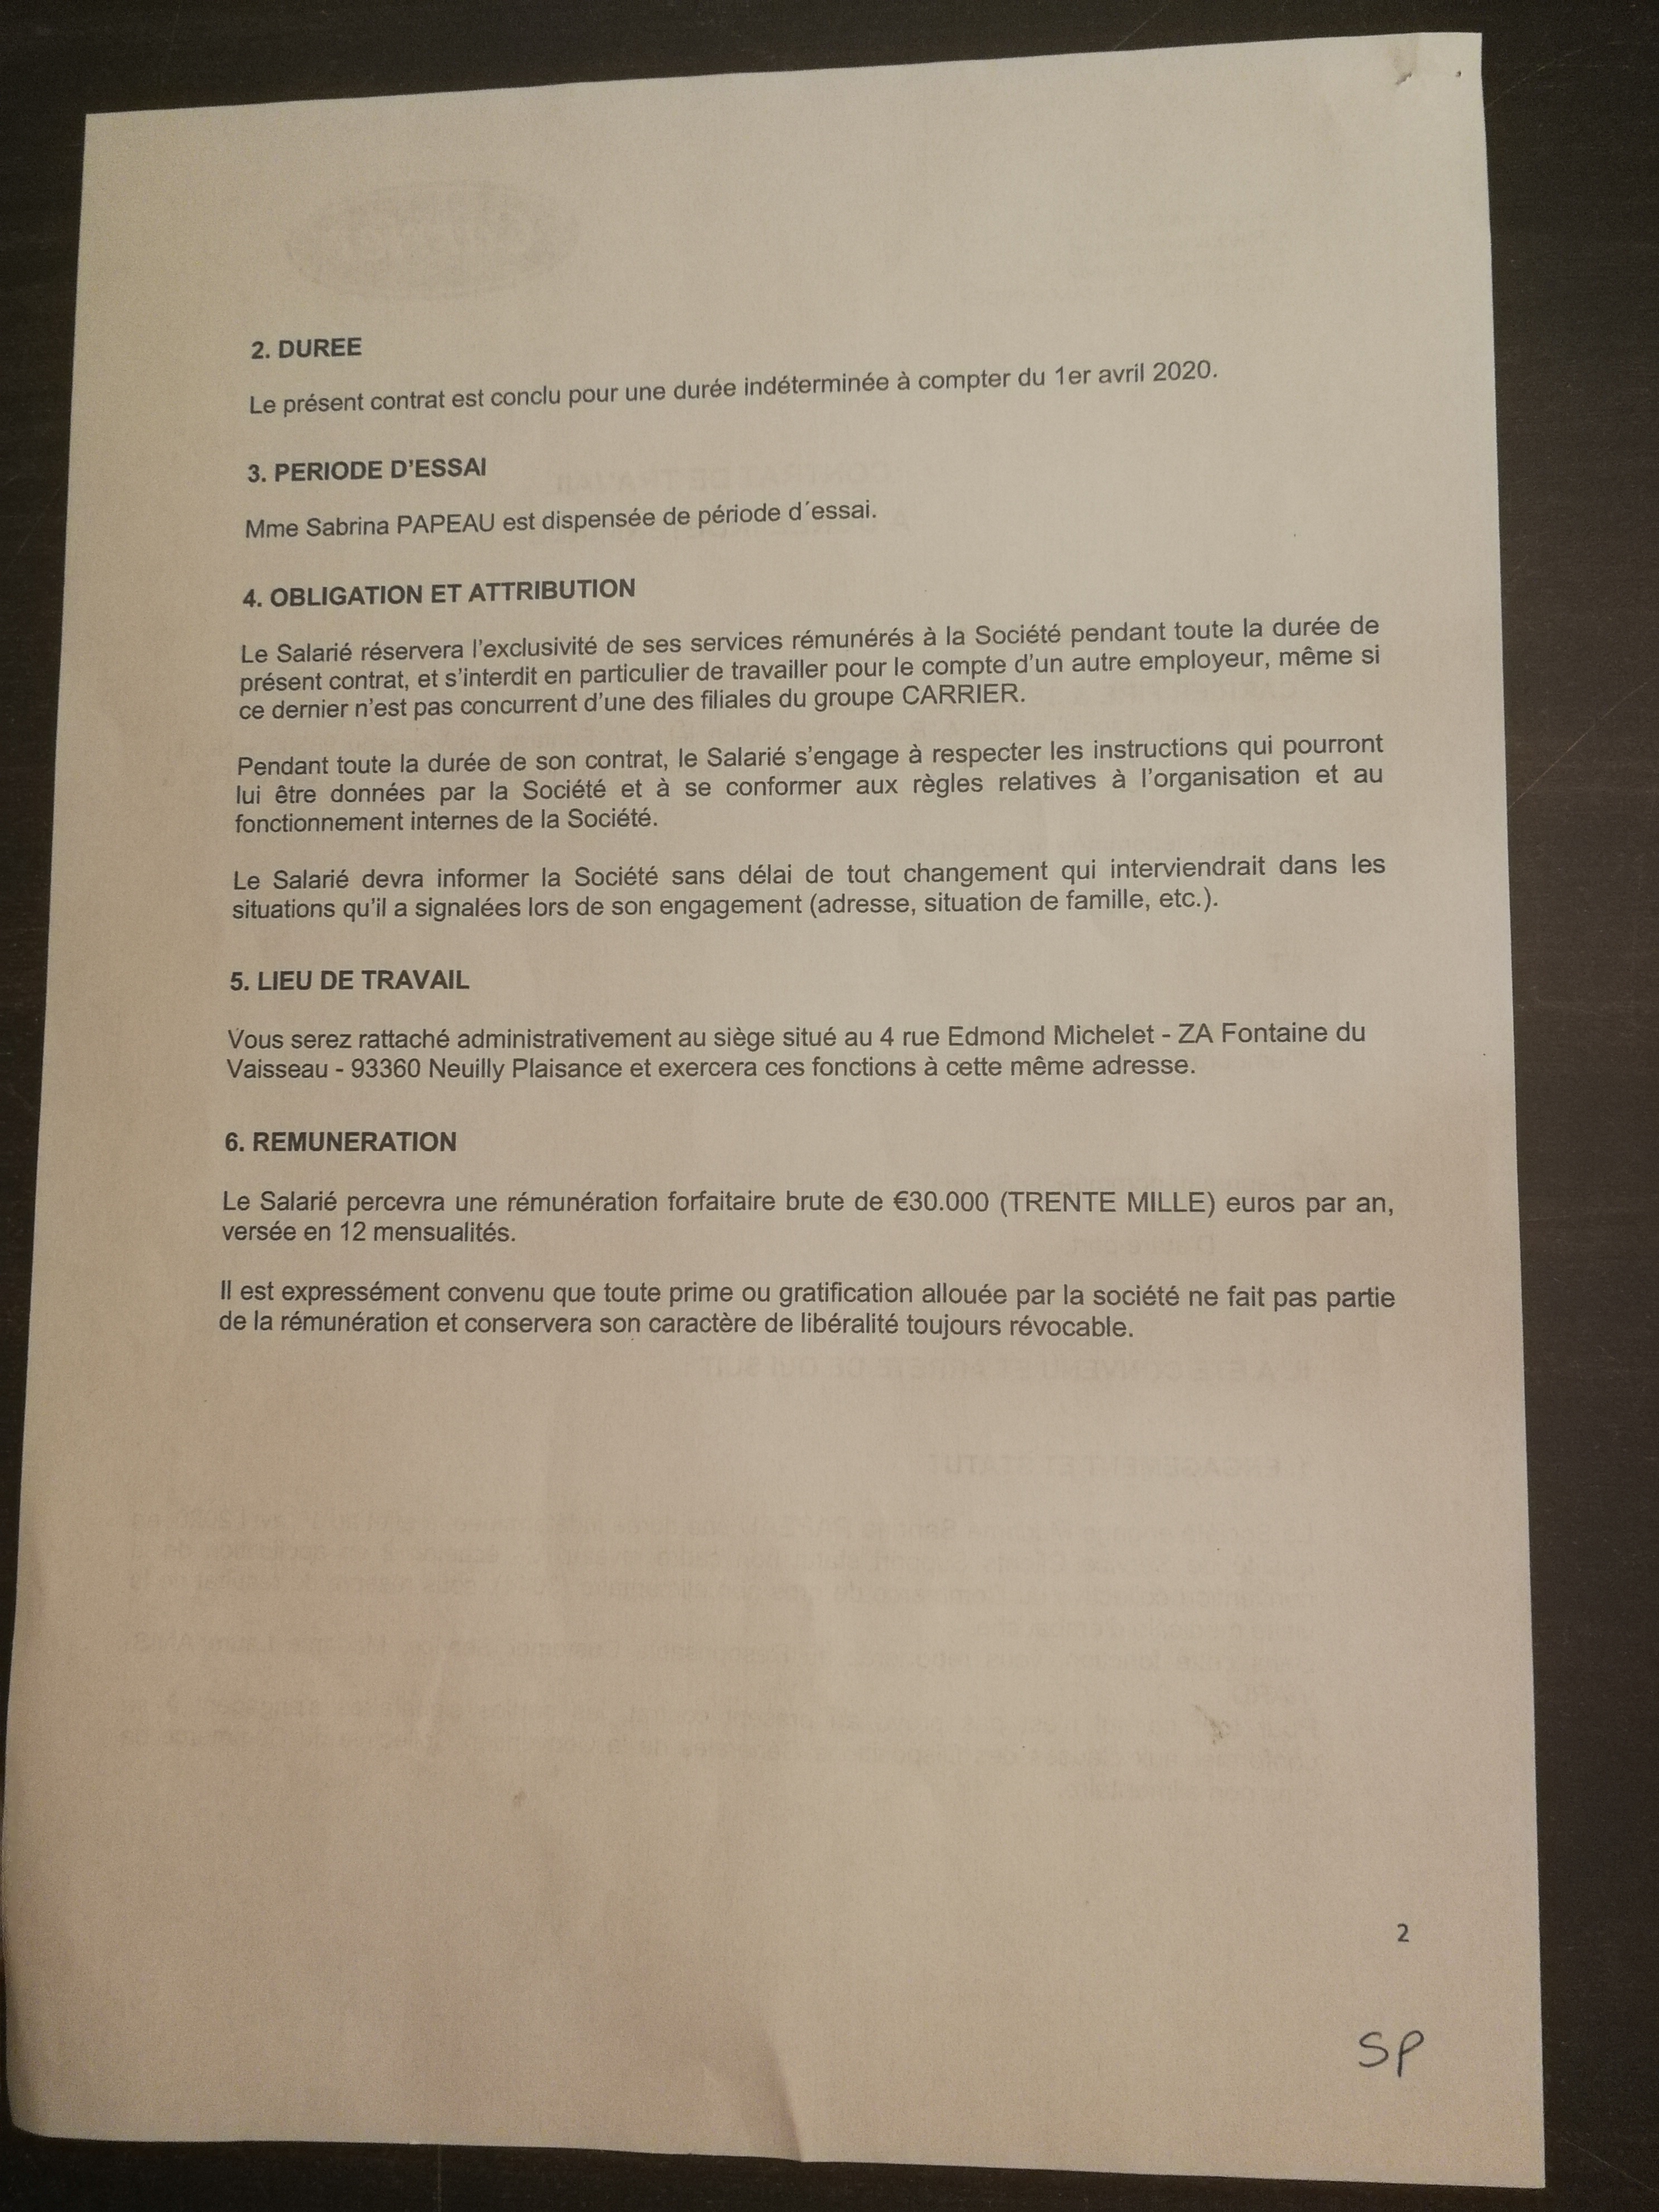 2. DUREE
Le présent contrat est conclu pour une durée indéterminée à compter du 1er avril 2020.
3. PERIODE D'ESSAI
Mme Sabrina PAPEAU est dispensée de période d´essai.
4. OBLIGATION ET ATTRIBUTION
Le Salarié réservera l'exclusivité de ses services rémunérés à la Société pendant toute la durée de
présent contrat, et s'interdit en particulier de travailler pour le compte d'un autre employeur, même si
ce dernier n'est pas concurrent d'une des filiales du groupe CARRIER.
Pendant toute la durée de son contrat, le Salarié s'engage à respecter les instructions qui pourront
lui être données par la Société et à se conformer aux règles relatives à l'organisation et au
fonctionnement internes de la Société.
Le Salarié devra informer la Société sans délai de tout changement qui interviendrait dans les
situations qu'il a signalées lors de son engagement (adresse, situation de famille, etc.).
5. LIEU DE TRAVAIL
Vous serez rattaché administrativement au siège situé au 4 rue Edmond Michelet - ZA Fontaine du
Vaisseau - 93360 Neuilly Plaisance et exercera ces fonctions à cette même adresse.
6. REMUNERATION
Le Salarié percevra une rémunération forfaitaire brute de €30.000 (TRENTE MILLE) euros par an,
versée en 12 mensualités.
Il est expressément convenu que toute prime ou gratification allouée par la société ne fait pas partie
de la rémunération et conservera son caractère de libéralité toujours révocable.
2
SP